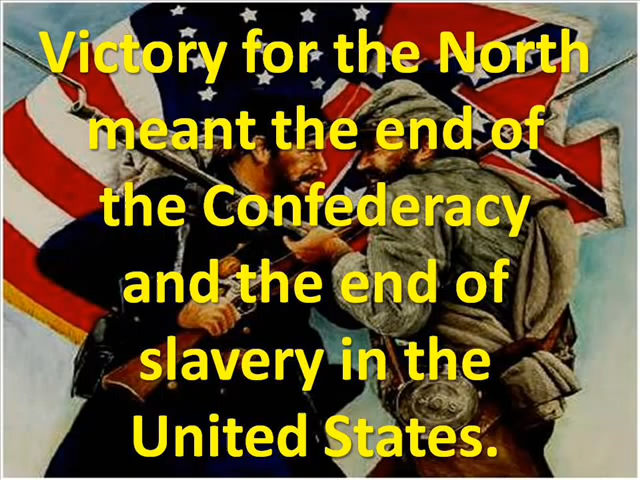 Victory for the North
meant the end of
the Confederacy
and the end of
slavery in the
United States.